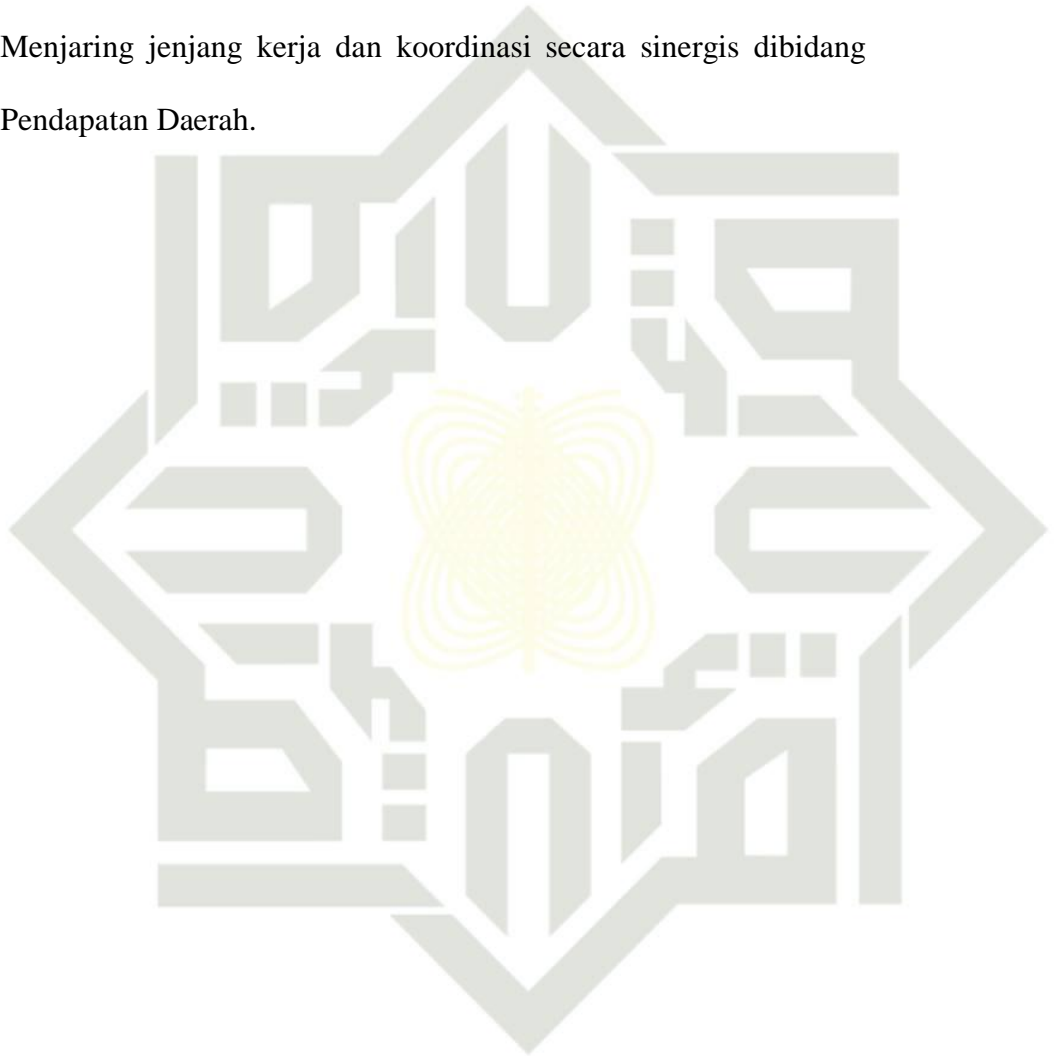 Menjaring jenjang kerja dan koordinasi secara sinergis dibidang
Pendapatan Daerah.